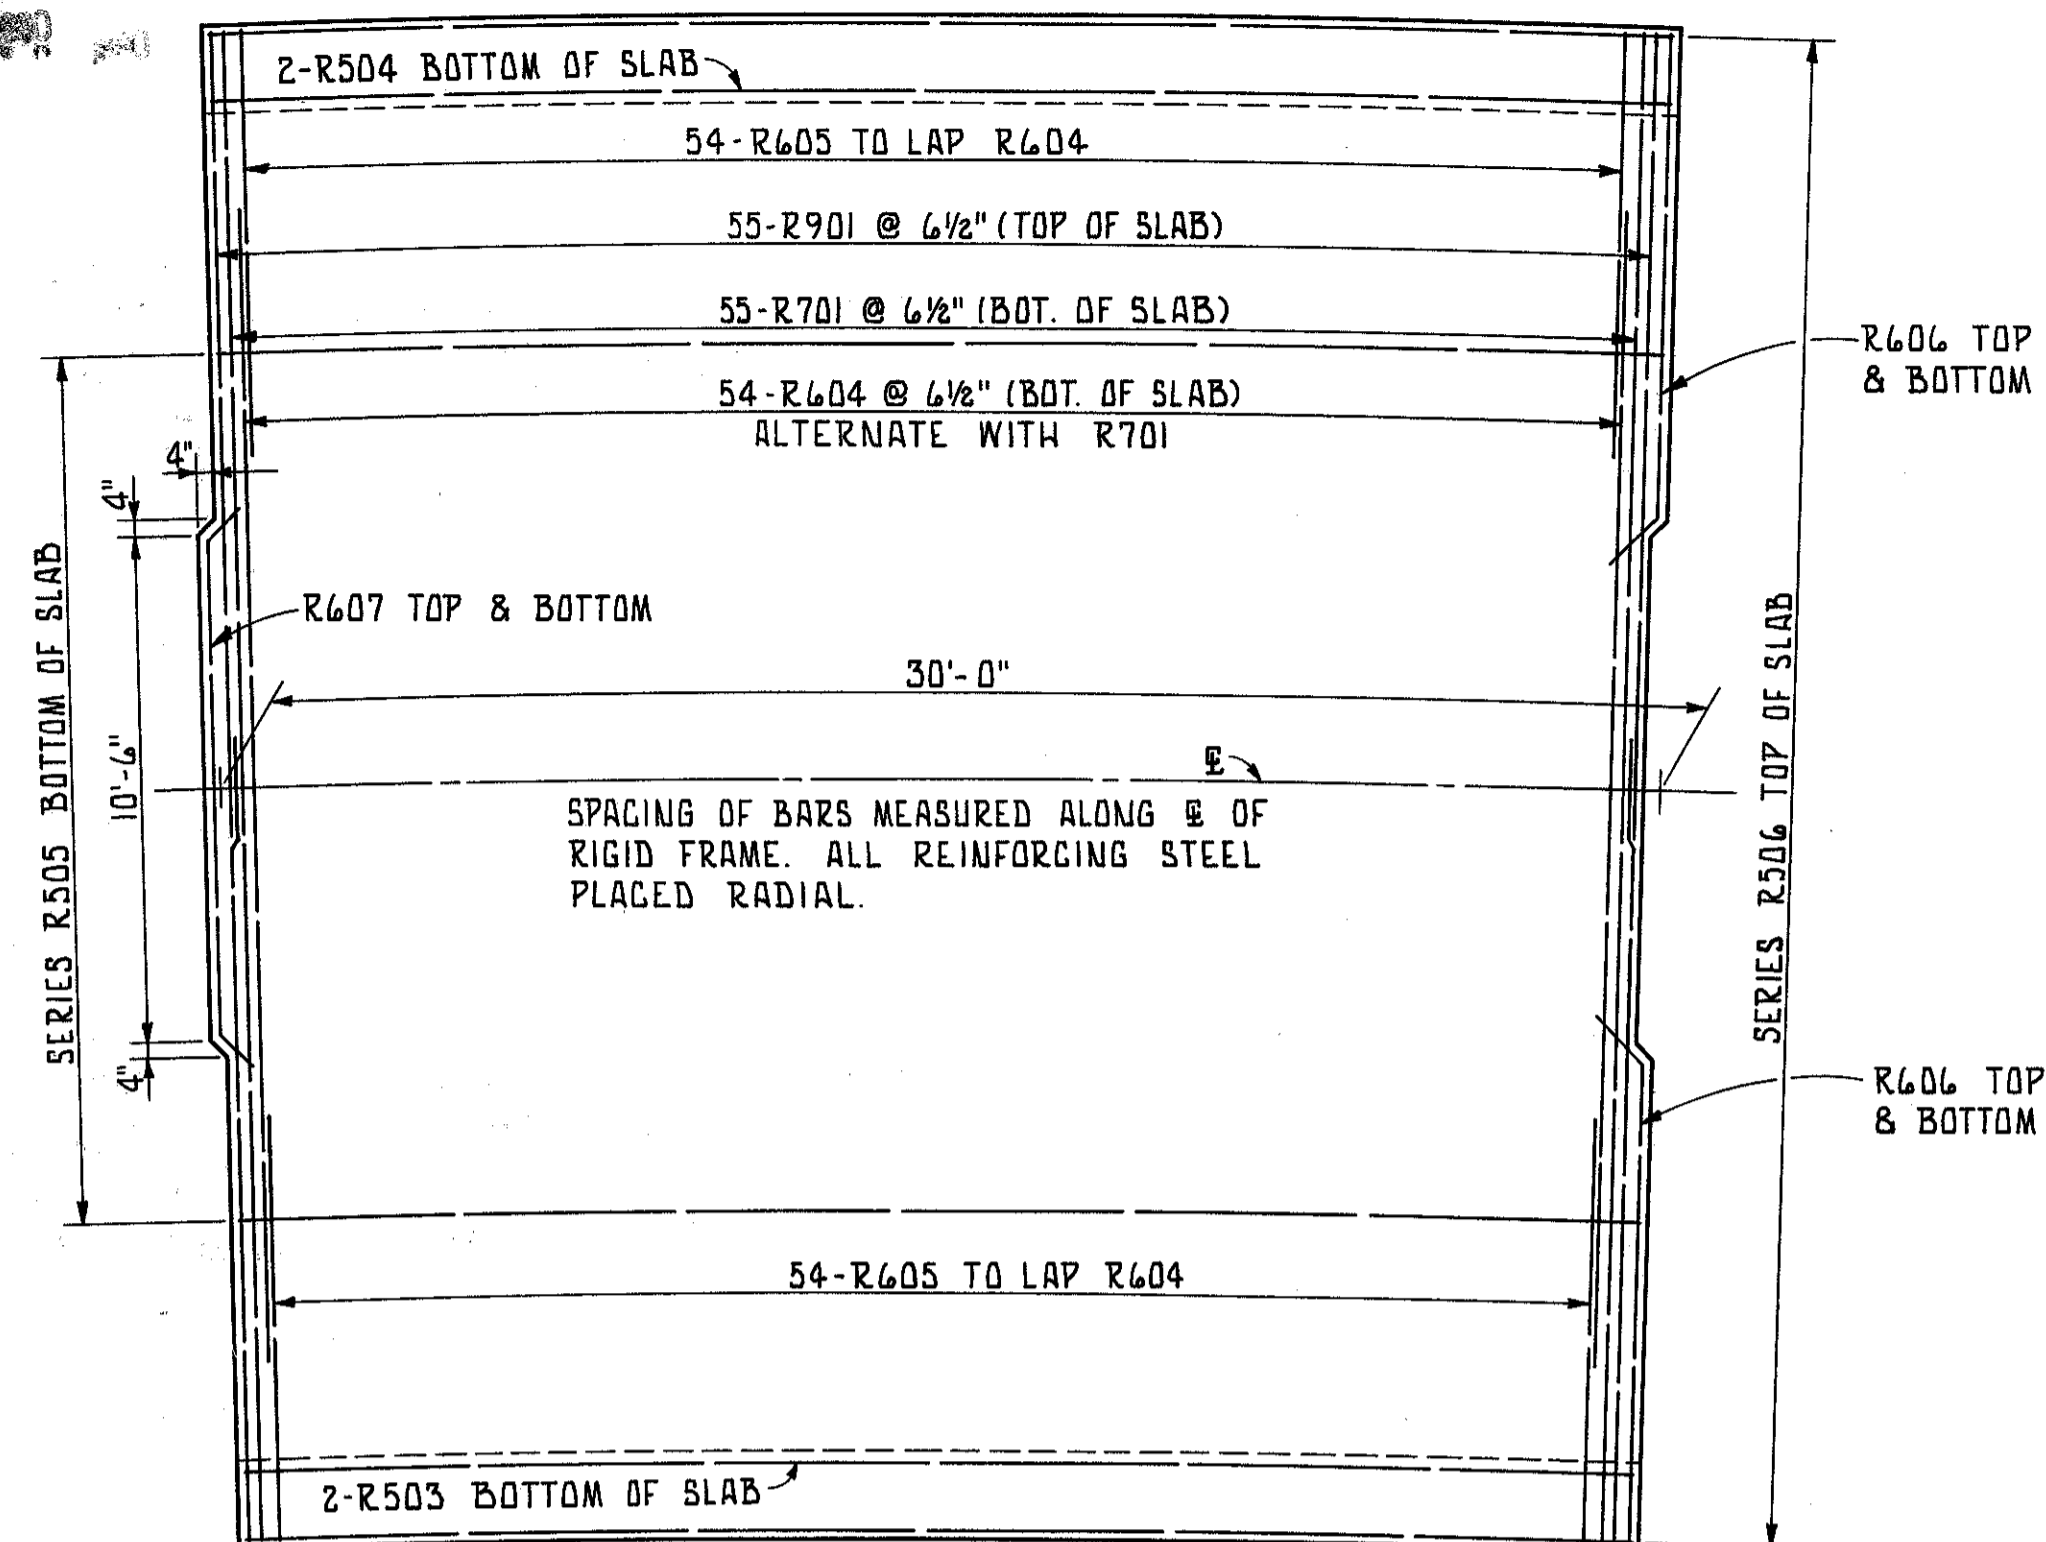 2-R504 BOTTOM OF SLAB
54-R605 TO LAP R604
55-R901 @ 6½" (TOP OF SLAB)
55-R701 @ 6½" (BOT. OF SLAB)
54-R604 @ 6½" (BOT. OF SLAB)
ALTERNATE WITH R701
R606 TOP
& BOTTOM
4"
4"
SERIES R505 BOTTOM OF SLAB
10'-6"
4"
R607 TOP & BOTTOM
30'-0"
℄
SPACING OF BARS MEASURED ALONG ℄ OF
RIGID FRAME. ALL REINFORCING STEEL
PLACED RADIAL.
SERIES R506 TOP OF SLAB
R606 TOP
& BOTTOM
54-R605 TO LAP R604
2-R503 BOTTOM OF SLAB